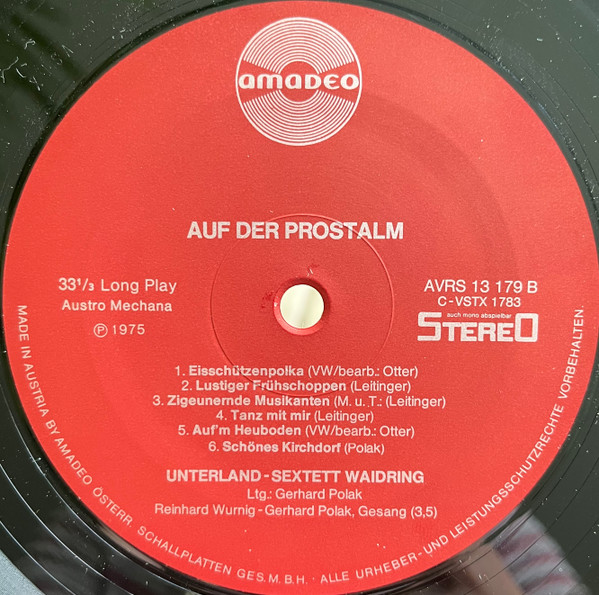 amadeo
AUF DER PROSTALM
33¹/₃ Long Play
Austro Mechana
Ⓟ 1975
AVRS 13 179 B
C-VSTX 1783
auch mono abspielbar
STEREO
1. Eisschützenpolka (VW/bearb: Otter)
2. Lustiger Frühschoppen (Leitinger)
3. Zigeunernde Musikanten (M. u. T.: Leitinger)
4. Tanz mit mir (Leitinger)
5. Auf'm Heuboden (VW/bearb.: Otter)
6. Schönes Kirchdorf (Polak)
UNTERLAND-SEXTETT WAIDRING
Ltg.: Gerhard Polak
Reinhard Wurnig-Gerhard Polak, Gesang (3,5)
MADE IN AUSTRIA BY AMADEO ÖSTERR. SCHALLPLATTEN GES.M.B.H. · ALLE URHEBER-UND LEISTUNGSSCHUTZRECHTE VORBEHALTEN.